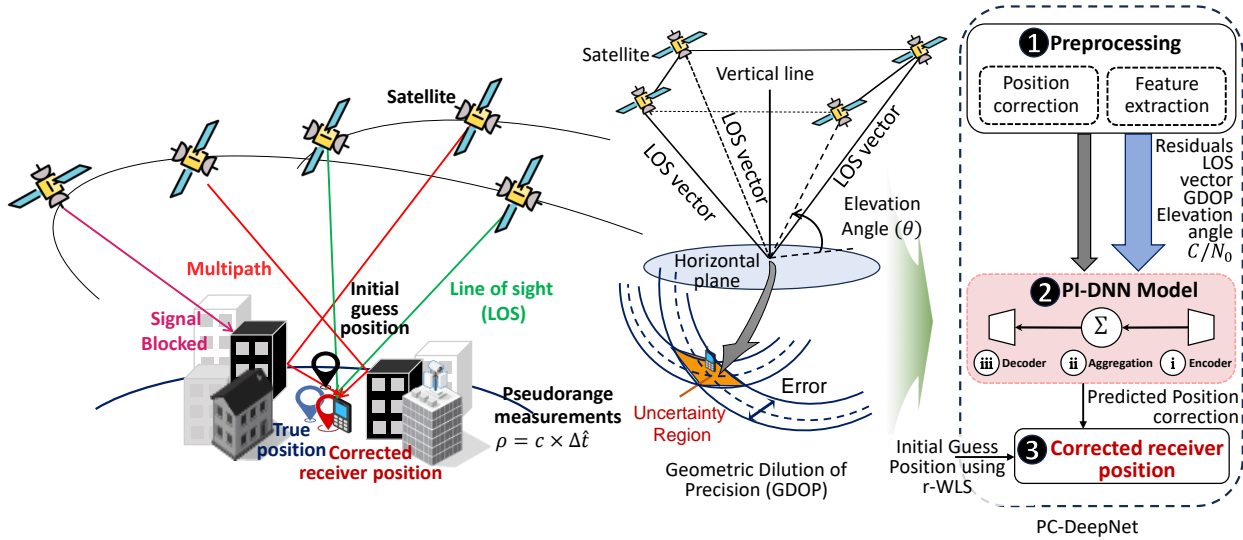 Satellite
Multipath
Initial
guess
position
Line of sight
(LOS)
Signal
Blocked
True
position
Corrected
receiver position
Pseudorange
measurements
ρ = c × Δt̂
Satellite
Vertical line
LOS vector
LOS vector
LOS vector
Elevation
Angle (θ)
Horizontal
plane
Error
Uncertainty
Region
Geometric Dilution of
Precision (GDOP)
1 Preprocessing
Position
correction
Feature
extraction
Residuals
LOS
vector
GDOP
Elevation
angle
C/N₀
2 PI-DNN Model
Σ
iii Decoder
ii Aggregation
i Encoder
Predicted Position
correction
Initial Guess
Position using
r-WLS
3 Corrected receiver
position
PC-DeepNet